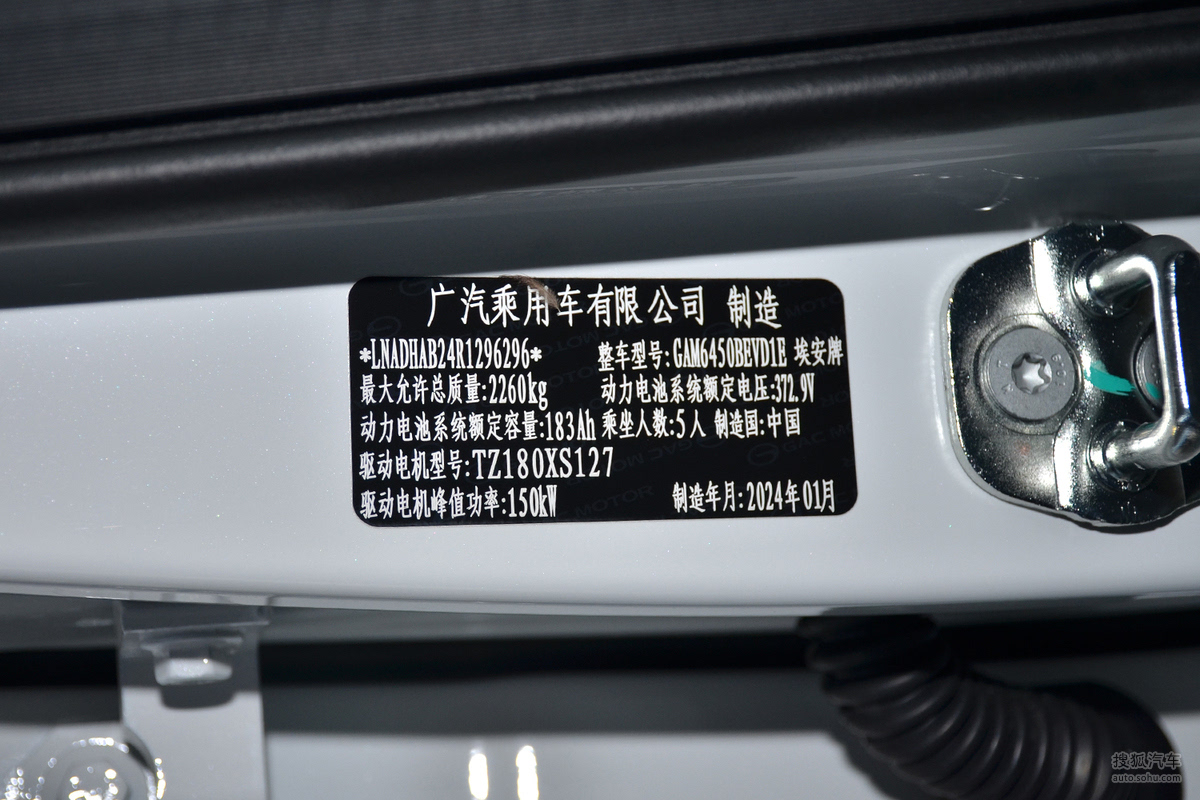 广汽乘用车有限公司 制造
*LNADHAB24R1296296* 整车型号:GAM6450BEVD1E 埃安牌
最大允许总质量:2260kg 动力电池系统额定电压:372.9V
动力电池系统额定容量:183Ah 乘坐人数:5人 制造国:中国
驱动电机型号:TZ180XS127
驱动电机峰值功率:150kW 制造年月:2024年01月
搜狐汽车
auto.sohu.com